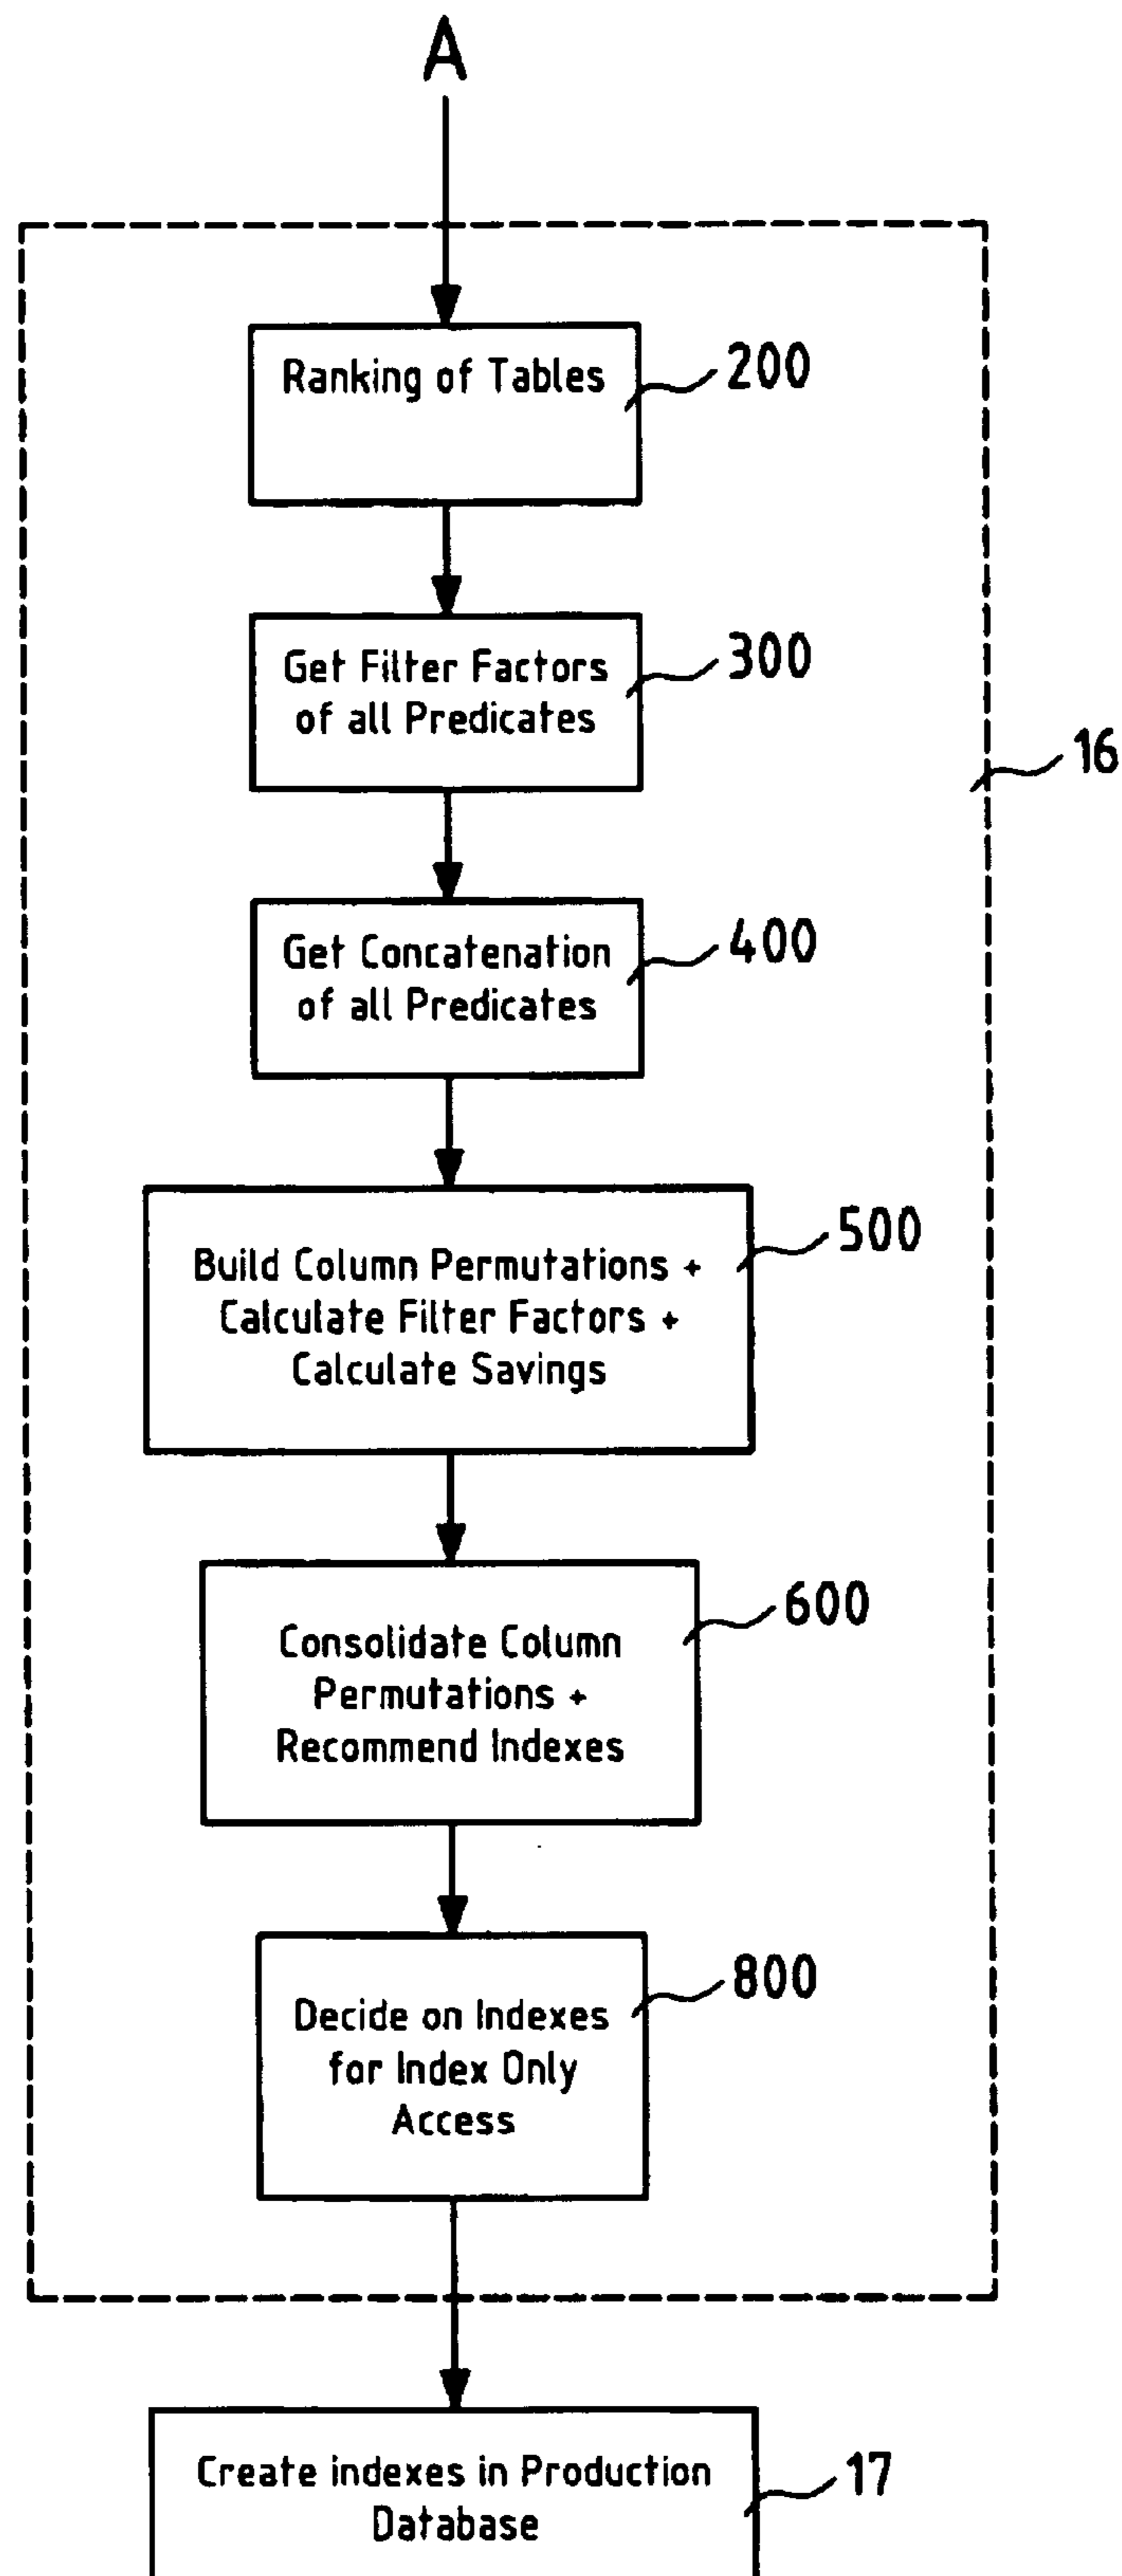 A
Ranking of Tables
200
Get Filter Factors
of all Predicates
300
16
Get Concatenation
of all Predicates
400
Build Column Permutations +
Calculate Filter Factors +
Calculate Savings
500
Consolidate Column
Permutations +
Recommend Indexes
600
Decide on Indexes
for Index Only
Access
800
Create indexes in Production
Database
17